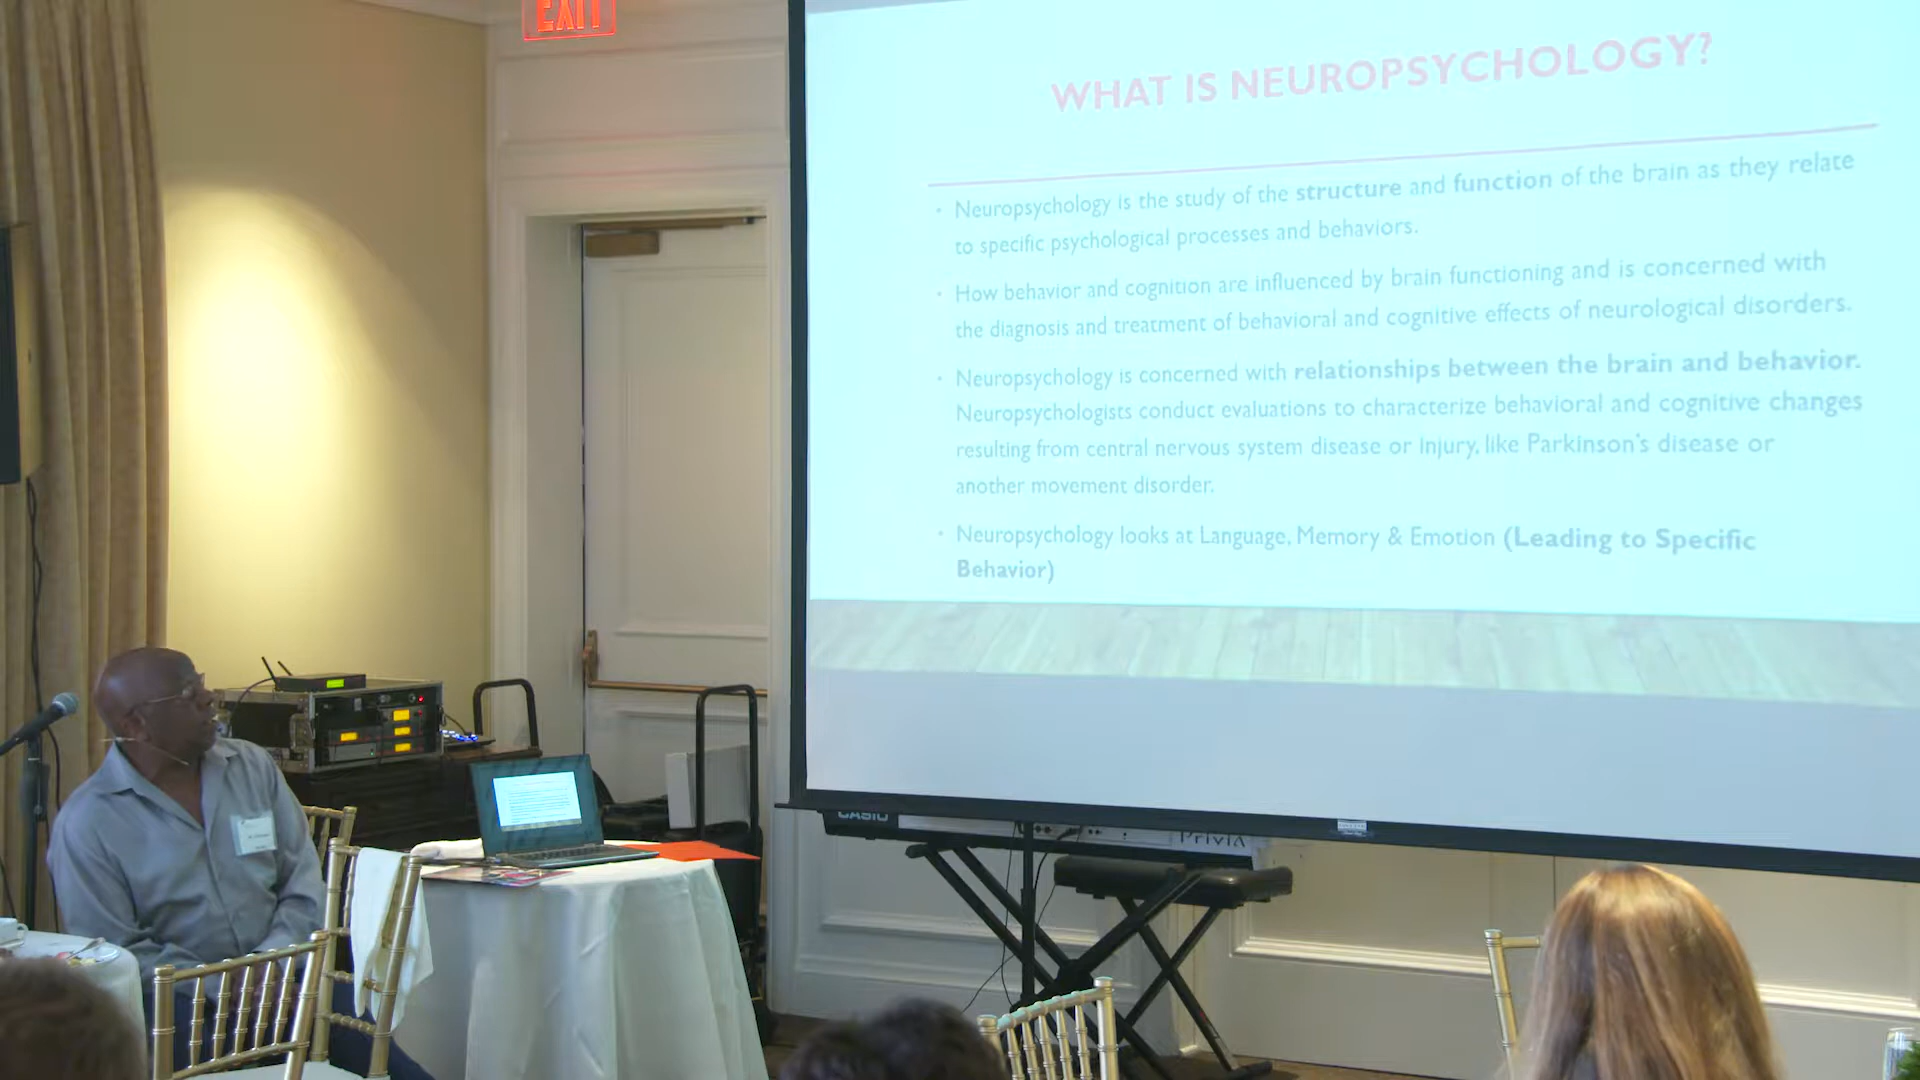 EXIT
WHAT IS NEUROPSYCHOLOGY?
• Neuropsychology is the study of the structure and function of the brain as they relate
to specific psychological processes and behaviors.
• How behavior and cognition are influenced by brain functioning and is concerned with
the diagnosis and treatment of behavioral and cognitive effects of neurological disorders.
• Neuropsychology is concerned with relationships between the brain and behavior.
Neuropsychologists conduct evaluations to characterize behavioral and cognitive changes
resulting from central nervous system disease or injury, like Parkinson's disease or
another movement disorder.
• Neuropsychology looks at Language, Memory & Emotion (Leading to Specific
Behavior)
CASIO
Privia